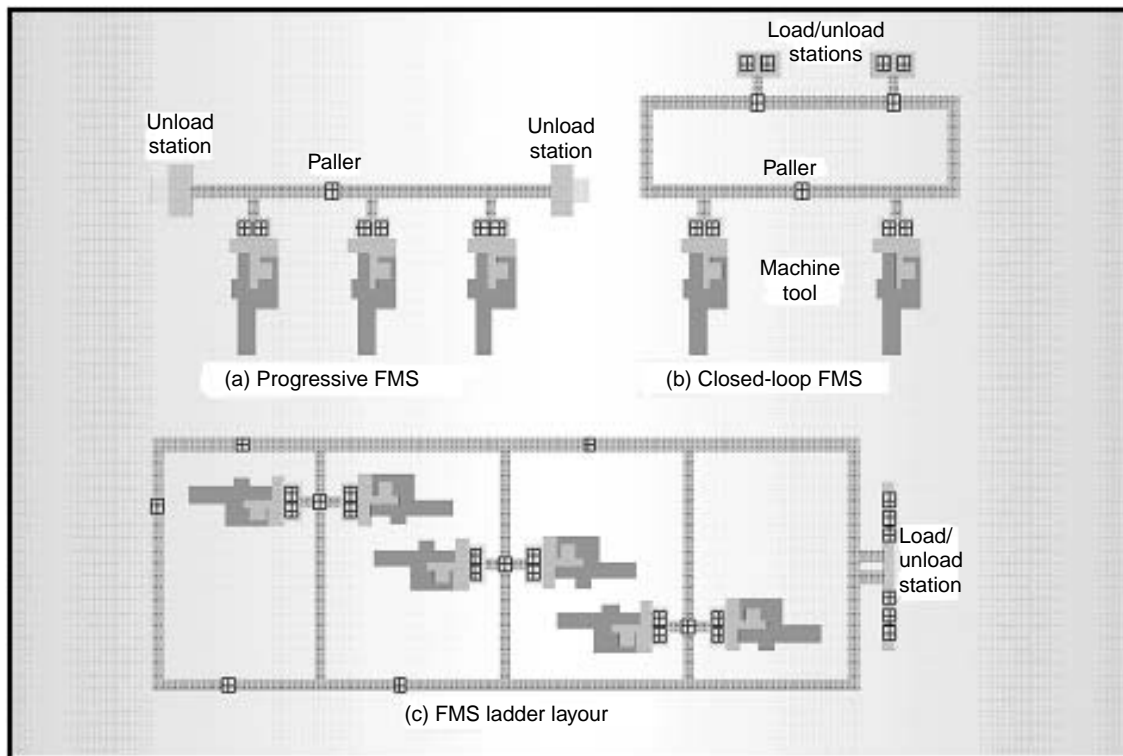 Load/unload
stations
Unload
station
Unload
station
Paller
Paller
Machine
tool
(a) Progressive FMS
(b) Closed-loop FMS
Load/
unload
station
(c) FMS ladder layour